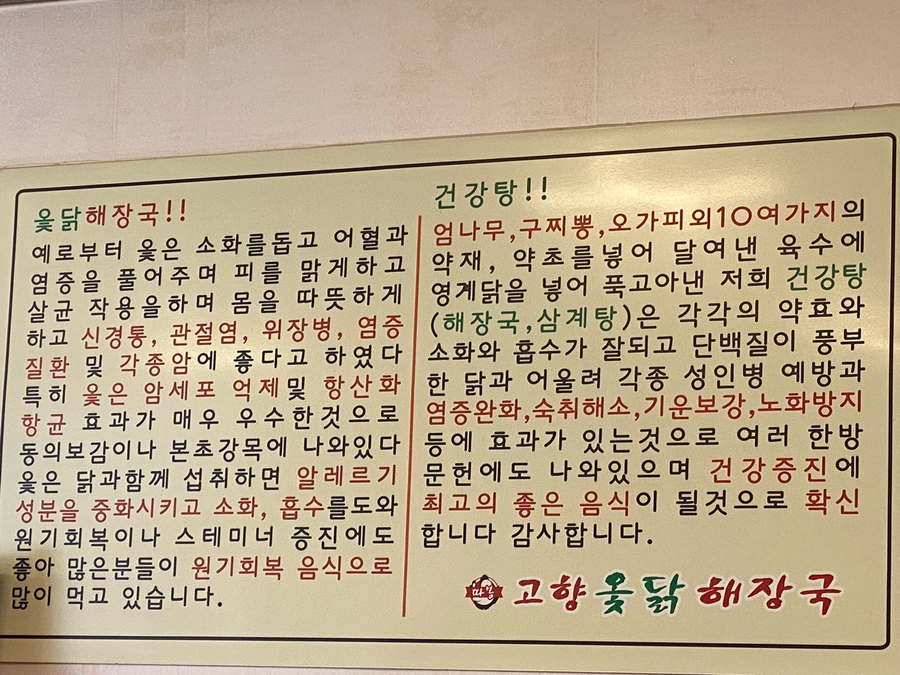 옻닭해장국!!
예로부터 옻은 소화를돕고 어혈과
염증을 풀어주며 피를 맑게하고
살균 작용을하며 몸을 따뜻하게
하고 신경통, 관절염, 위장병, 염증
질환 및 각종암에 좋다고 하였다
특히 옻은 암세포 억제및 항산화
항균 효과가 매우 우수한것으로
동의보감이나 본초강목에 나와있다
옻은 닭과함께 섭취하면 알레르기
성분을 중화시키고 소화, 흡수를도와
원기회복이나 스테미너 증진에도
좋아 많은분들이 원기회복 음식으로
많이 먹고 있습니다.
건강탕!!
엄나무,구찌뽕,오가피외10여가지의
약재, 약초를넣어 달여낸 육수에
영계닭을 넣어 푹고아낸 저희 건강탕
(해장국,삼계탕)은 각각의 약효와
소화와 흡수가 잘되고 단백질이 풍부
한 닭과 어울려 각종 성인병 예방과
염증완화,숙취해소,기운보강,노화방지
등에 효과가 있는것으로 여러 한방
문헌에도 나와있으며 건강증진에
최고의 좋은 음식이 될것으로 확신
합니다 감사합니다.
고향옻닭해장국